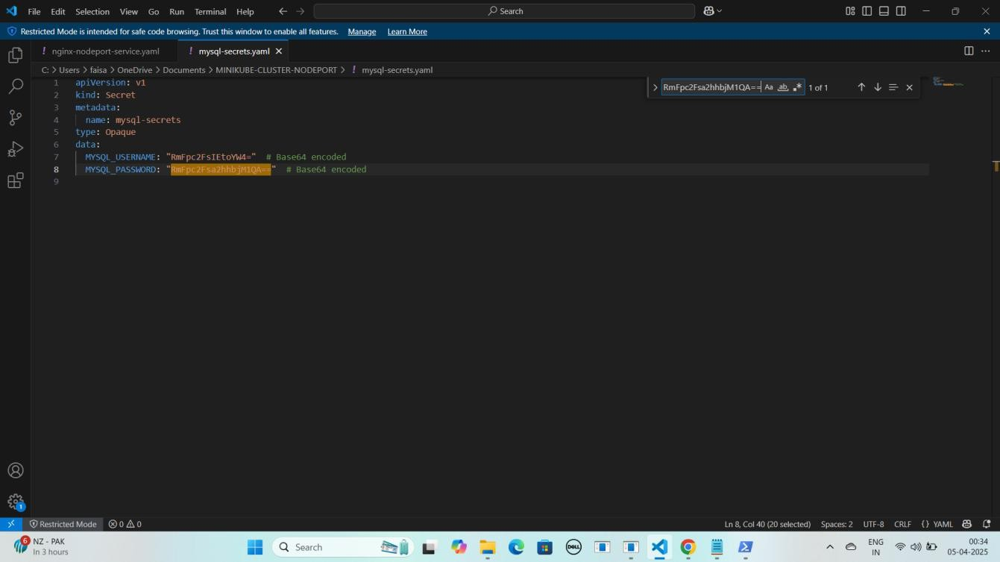 File Edit Selection View Go Run Terminal Help Search
Restricted Mode is intended for safe code browsing. Trust this window to enable all features. Manage Learn More
! nginx-nodeport-service.yaml ! mysql-secrets.yaml
C: > Users > faisa > OneDrive > Documents > MINIKUBE-CLUSTER-NODEPORT > ! mysql-secrets.yaml
RmFpc2Fsa2hhbjM1QA== Aa ab 1 of 1
1 apiVersion: v1
2 kind: Secret
3 metadata:
4 name: mysql-secrets
5 type: Opaque
6 data:
7 MYSQL_USERNAME: "RmFpc2FsIEtoYW4=" # Base64 encoded
8 MYSQL_PASSWORD: "RmFpc2Fsa2hhbjM1QA==" # Base64 encoded
9
1
Restricted Mode 0 0 Ln 8, Col 40 (20 selected) Spaces: 2 UTF-8 CRLF {} YAML
6 NZ - PAK
In 3 hours
Search
DELL
ENG
IN
00:34
05-04-2025